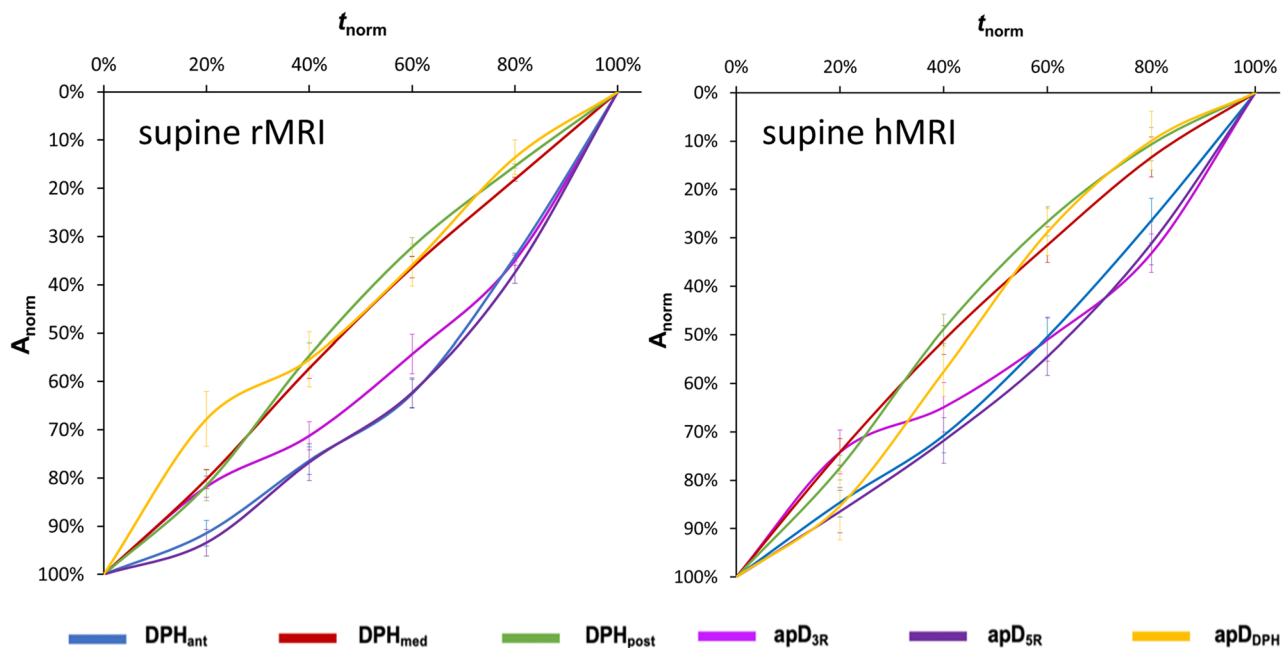 t_norm
0% 20% 40% 60% 80% 100%
0%
10%
20%
30%
40%
50%
60%
70%
80%
90%
100%
A_norm
supine rMRI
t_norm
0% 20% 40% 60% 80% 100%
0%
10%
20%
30%
40%
50%
60%
70%
80%
90%
100%
A_norm
supine hMRI
DPH_ant DPH_med DPH_post apD_3R apD_5R apD_DPH